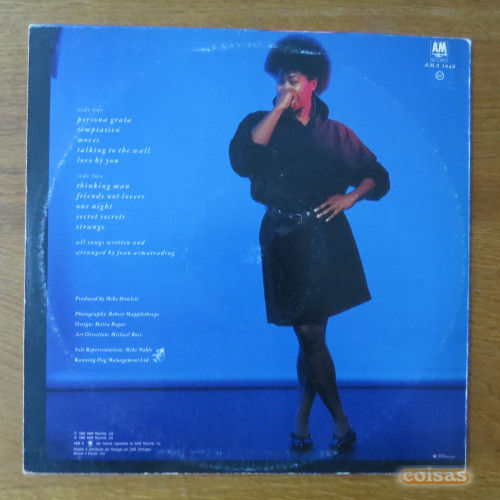 A&M
RECORDS
AMA 5040
side one
persona grata
temptation
moves
talking to the wall
love by you
side two
thinking man
friends not lovers
one night
secret secrets
strange
all songs written and
arranged by joan armatrading
Produced by Mike Howlett
Photography: Robert Mapplethorpe
Design: Moira Bogue
Art Direction: Michael Ross
Sole Representation: Mike Noble
Running Dog Management Ltd
coisas